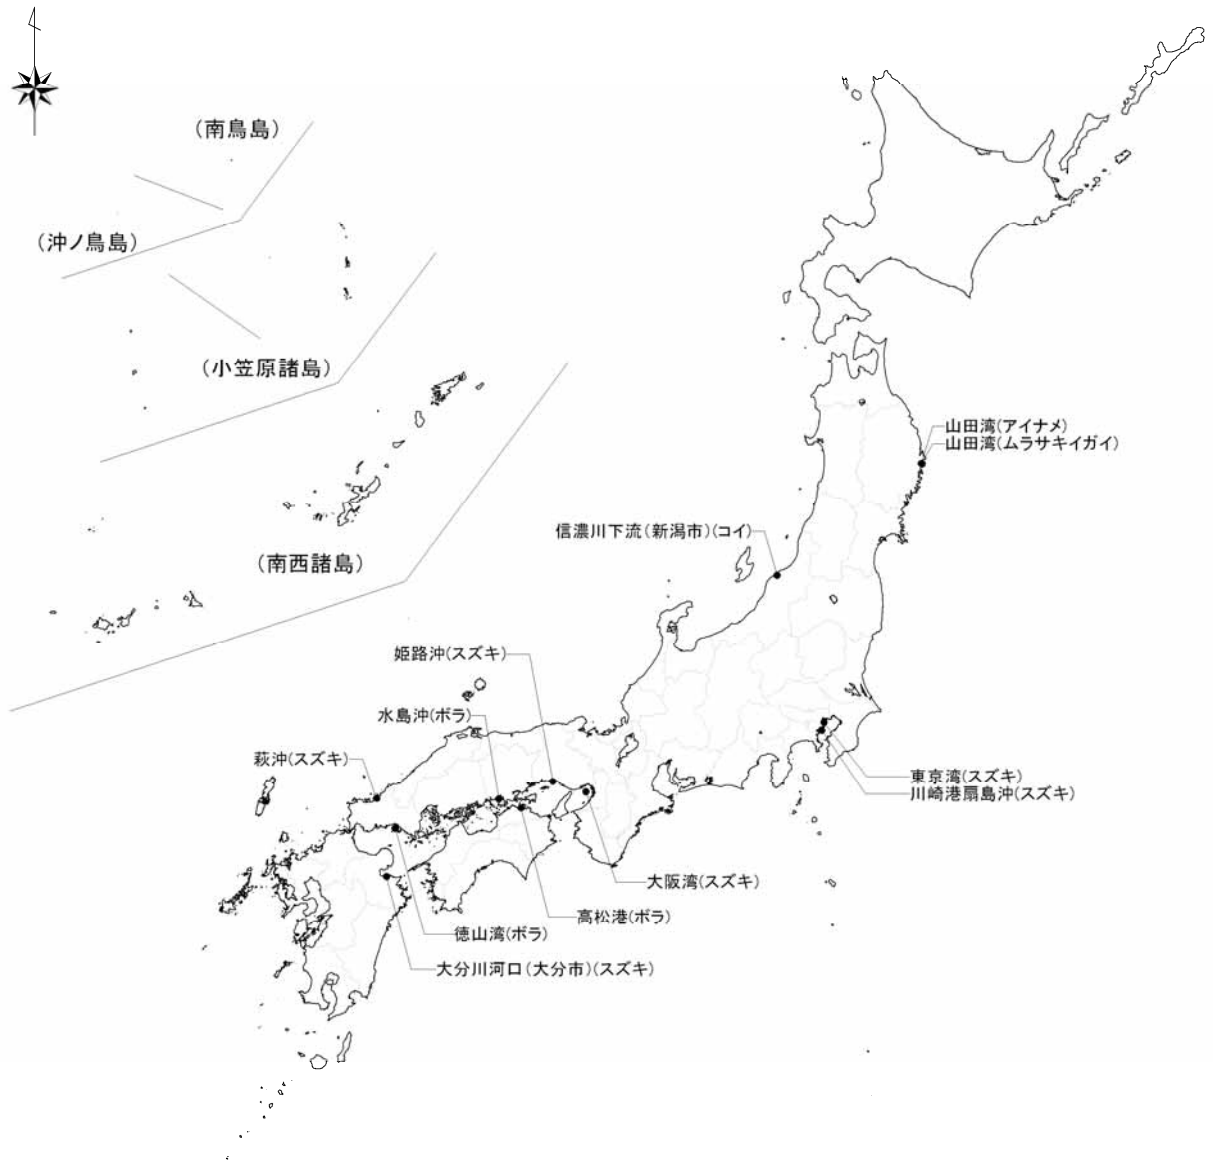 (南鳥島)
(沖ノ鳥島)
(小笠原諸島)
山田湾(アイナメ)
山田湾(ムラサキイガイ)
信濃川下流(新潟市)(コイ)
(南西諸島)
姫路沖(スズキ)
水島沖(ボラ)
萩沖(スズキ)
東京湾(スズキ)
川崎港扇島沖(スズキ)
大阪湾(スズキ)
高松港(ボラ)
徳山湾(ボラ)
大分川河口(大分市)(スズキ)